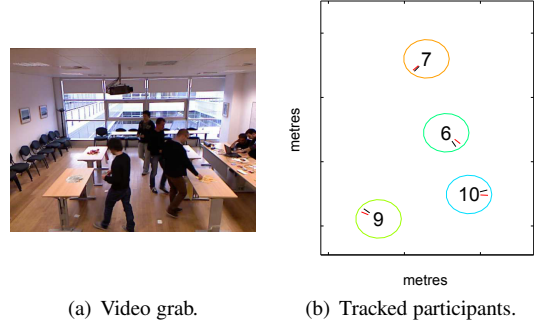 7
6
10
9
metres
metres
(a) Video grab.
(b) Tracked participants.